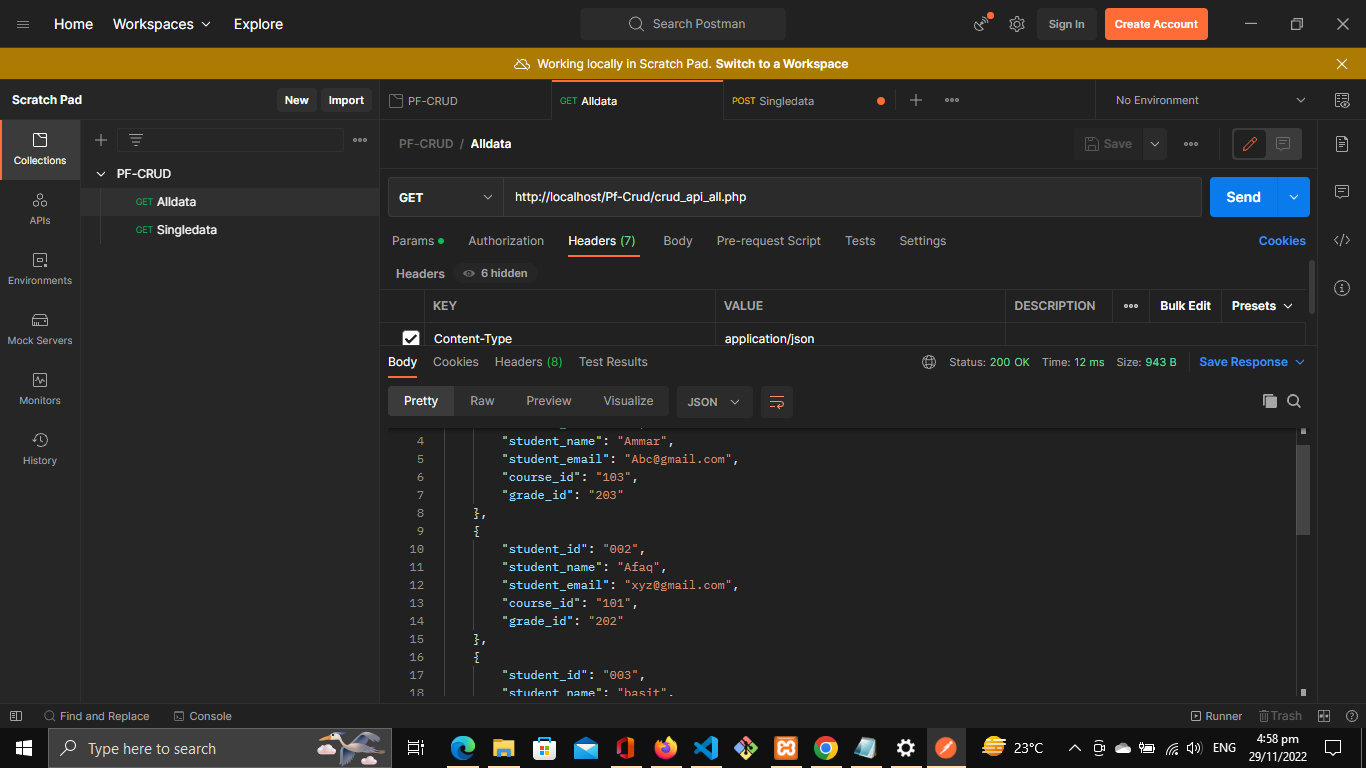 Home Workspaces Explore Search Postman Sign In Create Account
Working locally in Scratch Pad. Switch to a Workspace
Scratch Pad New Import PF-CRUD GET Alldata POST Singledata No Environment
Collections
APIs
Environments
Mock Servers
Monitors
History
PF-CRUD
GET Alldata
GET Singledata
PF-CRUD / Alldata Save
GET http://localhost/Pf-Crud/crud_api_all.php Send
Params Authorization Headers (7) Body Pre-request Script Tests Settings Cookies
Headers 6 hidden
KEY VALUE DESCRIPTION Bulk Edit Presets
Content-Type application/json
Body Cookies Headers (8) Test Results Status: 200 OK Time: 12 ms Size: 943 B Save Response
Pretty Raw Preview Visualize JSON
4 "student_name": "Ammar",
5 "student_email": "Abc@gmail.com",
6 "course_id": "103",
7 "grade_id": "203"
8 },
9 {
10 "student_id": "002",
11 "student_name": "Afaq",
12 "student_email": "xyz@gmail.com",
13 "course_id": "101",
14 "grade_id": "202"
15 },
16 {
17 "student_id": "003",
18 "student_name": "basit",
Find and Replace Console Runner Trash
Type here to search 23°C ENG 4:58 pm
29/11/2022